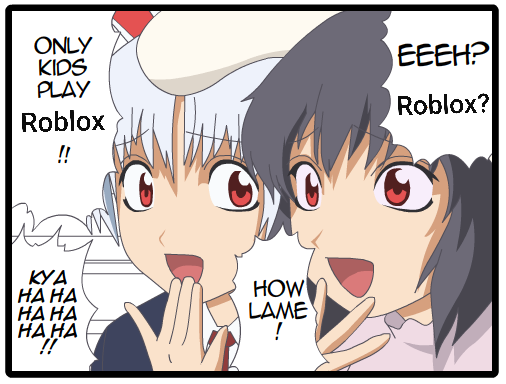 ONLY
KIDS
PLAY
Roblox
!!
EEEH?
Roblox?
KYA
HA HA
HA HA
HA HA
!!
HOW
LAME
!